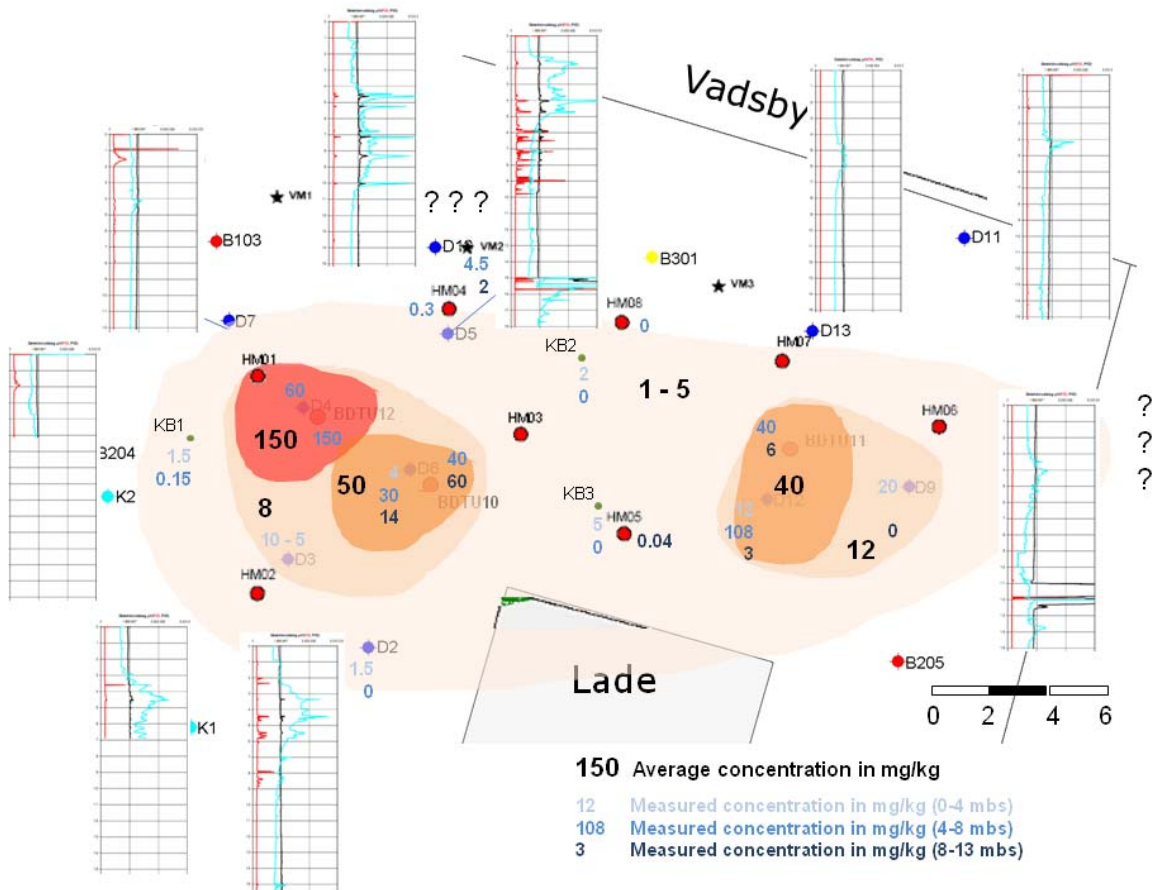 Vadsby
VM1
? ? ?
B103
VM2
4.5
2
D11
B301
VM3
HM04
0.3
HM08
0
D7
D5
D13
HM01
KB2
2
0
1 - 5
HM07
60
D4
BDTU12
150
150
KB1
1.5
0.15
HM03
HM06
?
?
?
40
BDTU11
6
B204
K2
4
D6
40
50
30
60
BDTU10
14
40
20
D9
12
D12
108
3
0
12
8
10 - 5
D3
KB3
5
0
HM05
0.04
HM02
D2
1.5
0
Lade
B205
0 2 4 6
K1
150 Average concentration in mg/kg
12 Measured concentration in mg/kg (0-4 mbs)
108 Measured concentration in mg/kg (4-8 mbs)
3 Measured concentration in mg/kg (8-13 mbs)